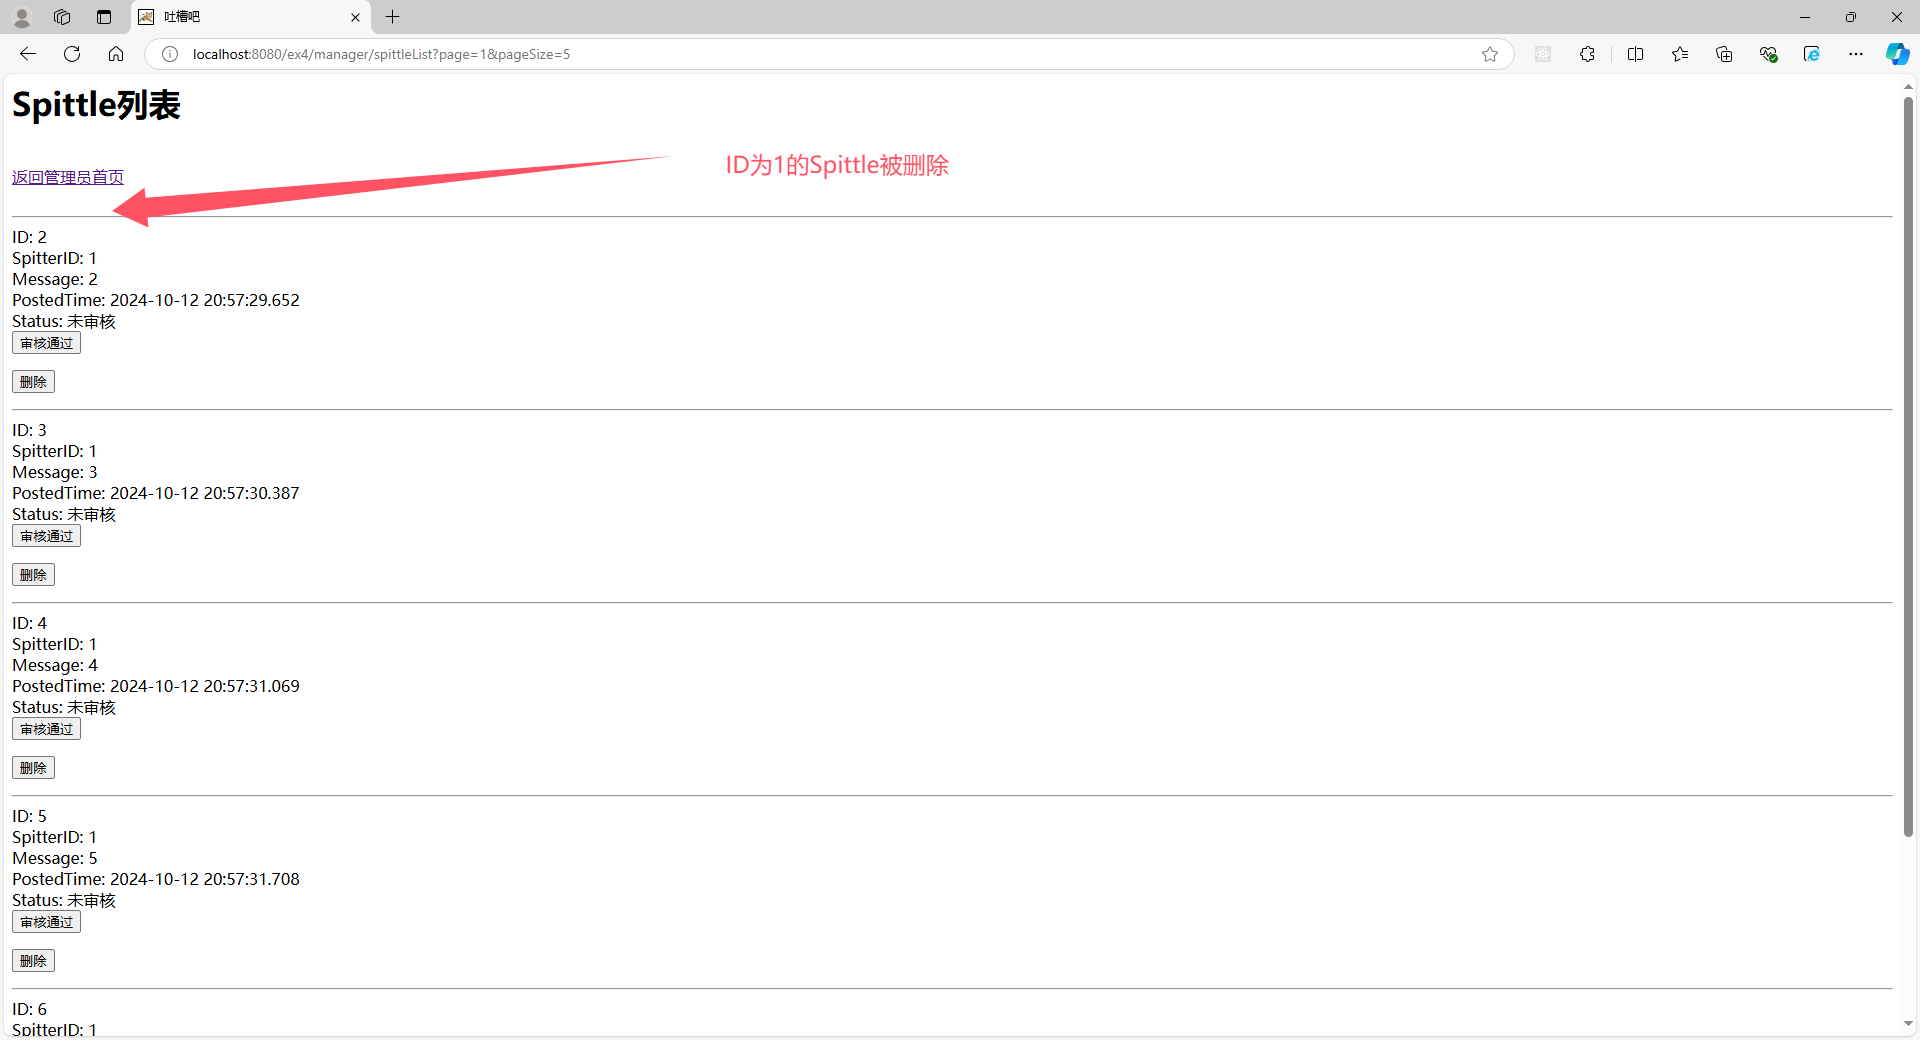 吐槽吧
localhost:8080/ex4/manager/spittleList?page=1&pageSize=5
Spittle列表
ID为1的Spittle被删除
返回管理员首页
ID: 2
SpitterID: 1
Message: 2
PostedTime: 2024-10-12 20:57:29.652
Status: 未审核
审核通过
删除
ID: 3
SpitterID: 1
Message: 3
PostedTime: 2024-10-12 20:57:30.387
Status: 未审核
审核通过
删除
ID: 4
SpitterID: 1
Message: 4
PostedTime: 2024-10-12 20:57:31.069
Status: 未审核
审核通过
删除
ID: 5
SpitterID: 1
Message: 5
PostedTime: 2024-10-12 20:57:31.708
Status: 未审核
审核通过
删除
ID: 6
SpitterID: 1